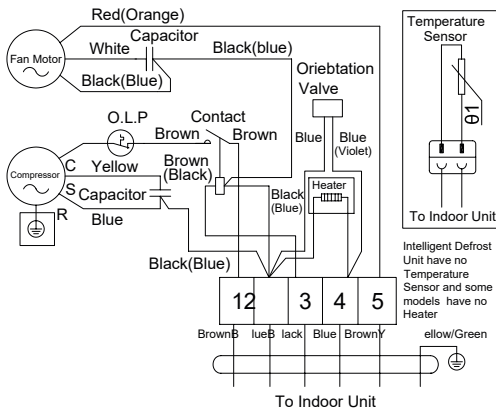 Red(Orange)
Capacitor
White
Black(blue)
Fan Motor
Black(Blue)
Oriebtation
Valve
Temperature
Sensor
θ1
To Indoor Unit
O.L.P
Contact
Brown
Brown
Blue
Blue
(Violet)
C
Yellow
Brown
(Black)
Compressor
S
Capacitor
R
Blue
Black
(Blue)
Heater
Black(Blue)
Intelligent Defrost
Unit have no
Temperature
Sensor and some
models have no
Heater
12 3 4 5
BrownB lueB lack Blue BrownY ellow/Green
To Indoor Unit